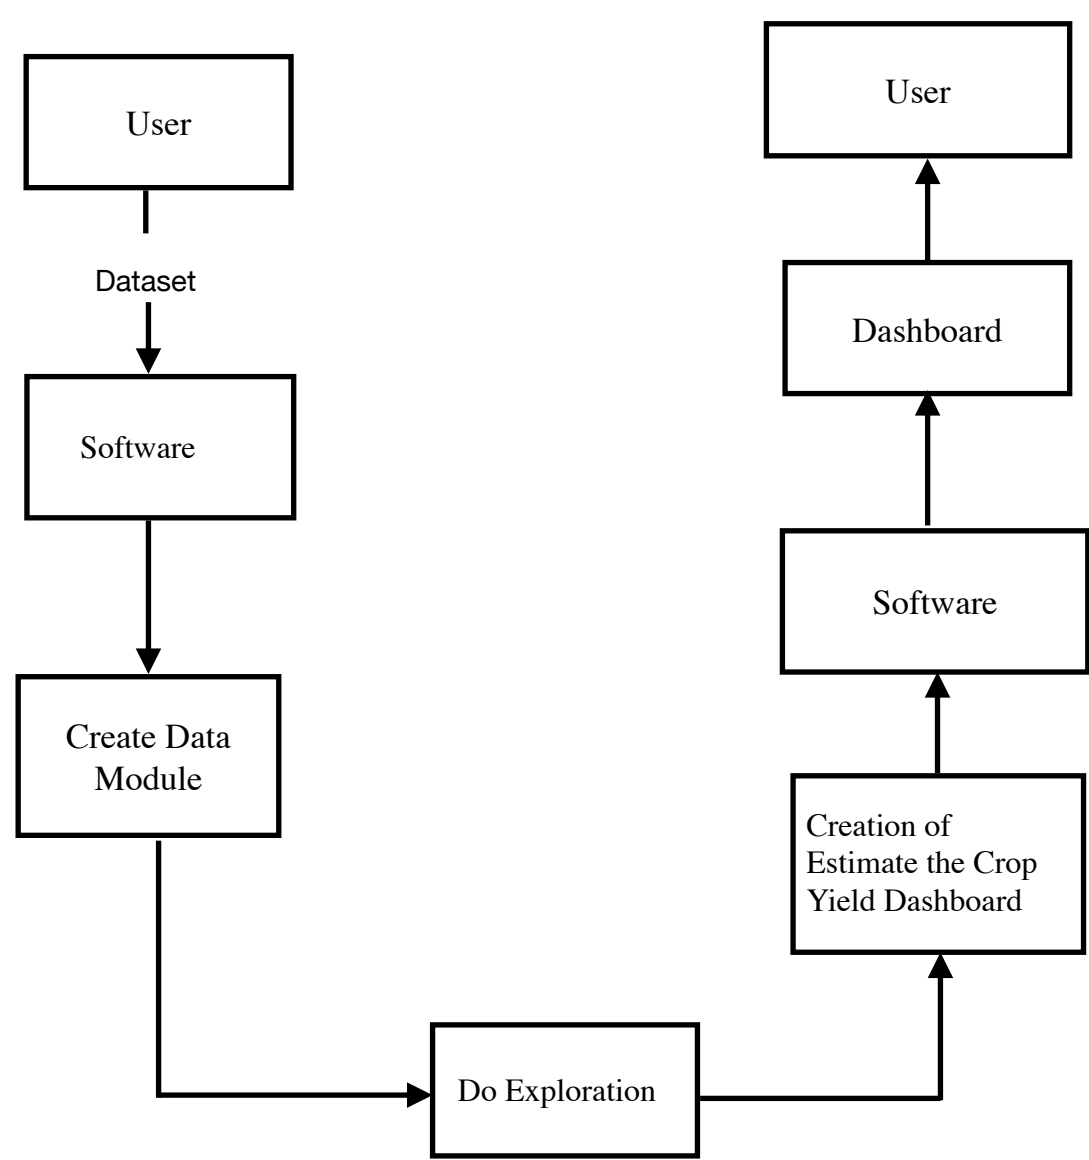 User
Dataset
Software
Create Data
Module
Do Exploration
Creation of
Estimate the Crop
Yield Dashboard
Software
Dashboard
User